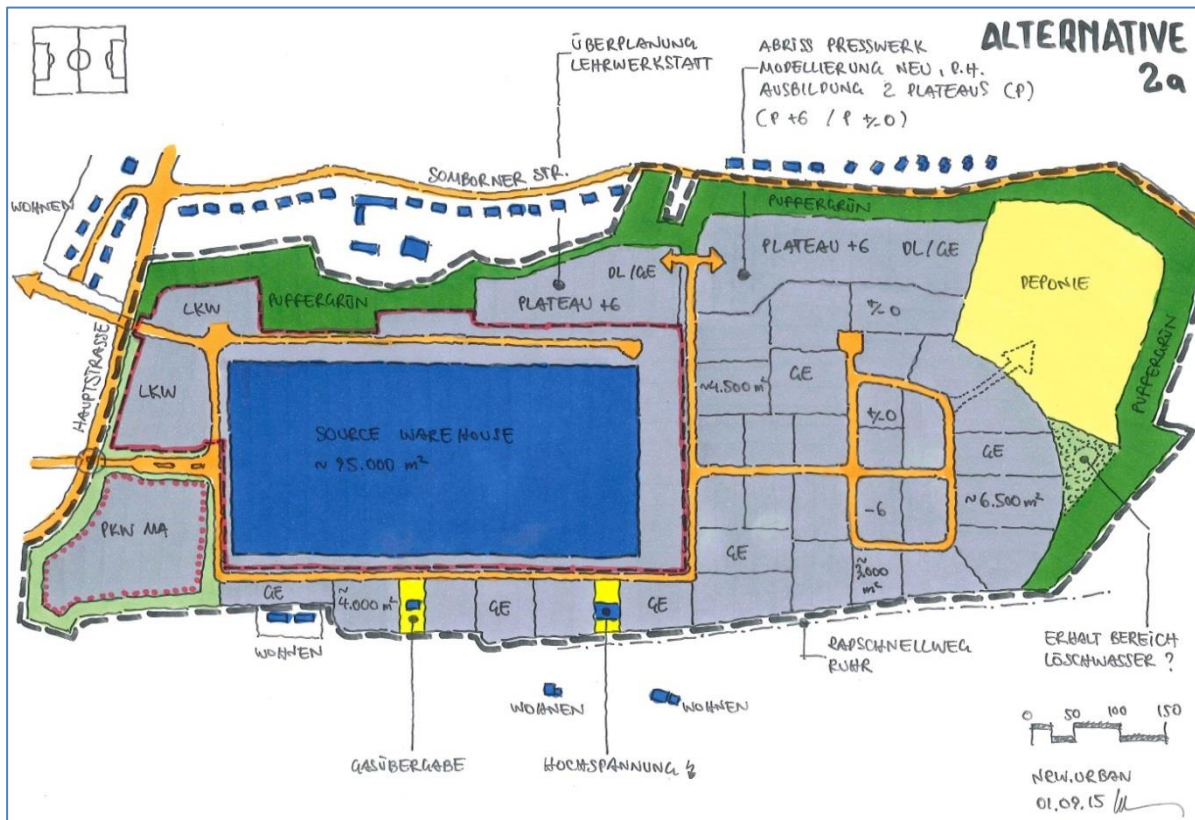 ALTERNATIVE
2a
ÜBERPLANUNG
LEHRWERKSTATT
ABRISS PRESSWERK
MODELLIERUNG NEU, P.H.
AUSBILDUNG 2 PLATEAUS (P)
(P +6 / P +/-0)
SOMBORNER STR.
WOHNEN
PUFFERGRÜN
PLATEAU +6 DL/GE
DL/GE
PLATEAU +6
PUFFERGRÜN
LKW
DEPONIE
+/-0
PUFFERGRÜN
HAUPTSTRASSE
LKW
~4.500 m²
GE
+/-0
SOURCE WAREHOUSE
~ 95.000 m²
GE
~6.500 m²
PKW MA
-6
GE
~
3.000
m²
GE
~
4.000 m²
GE
GE
WOHNEN
RADSCHNELLWEG
RUHR
ERHALT BEREICH
LÖSCHWASSER ?
WOHNEN
WOHNEN
GASÜBERGABE
HOCHSPANNUNG
0 50 100 150
NEW.URBAN
01.09.15